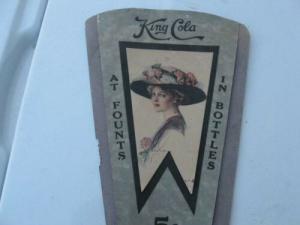 King Cola
AT FOUNTS
IN BOTTLES